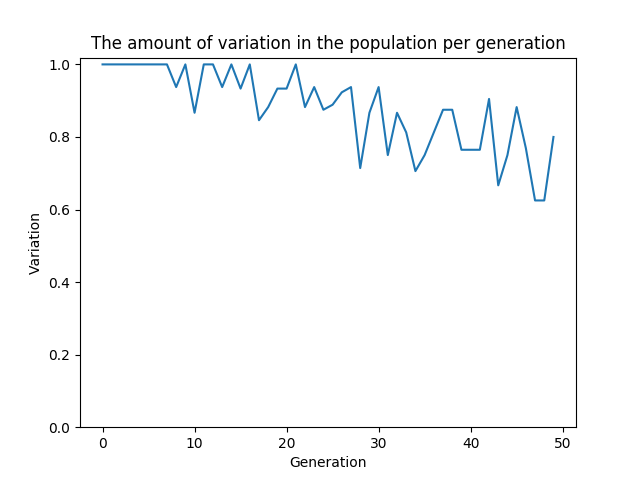 The amount of variation in the population per generation
1.0
0.8
0.6
0.4
0.2
0.0
Variation
0 10 20 30 40 50
Generation